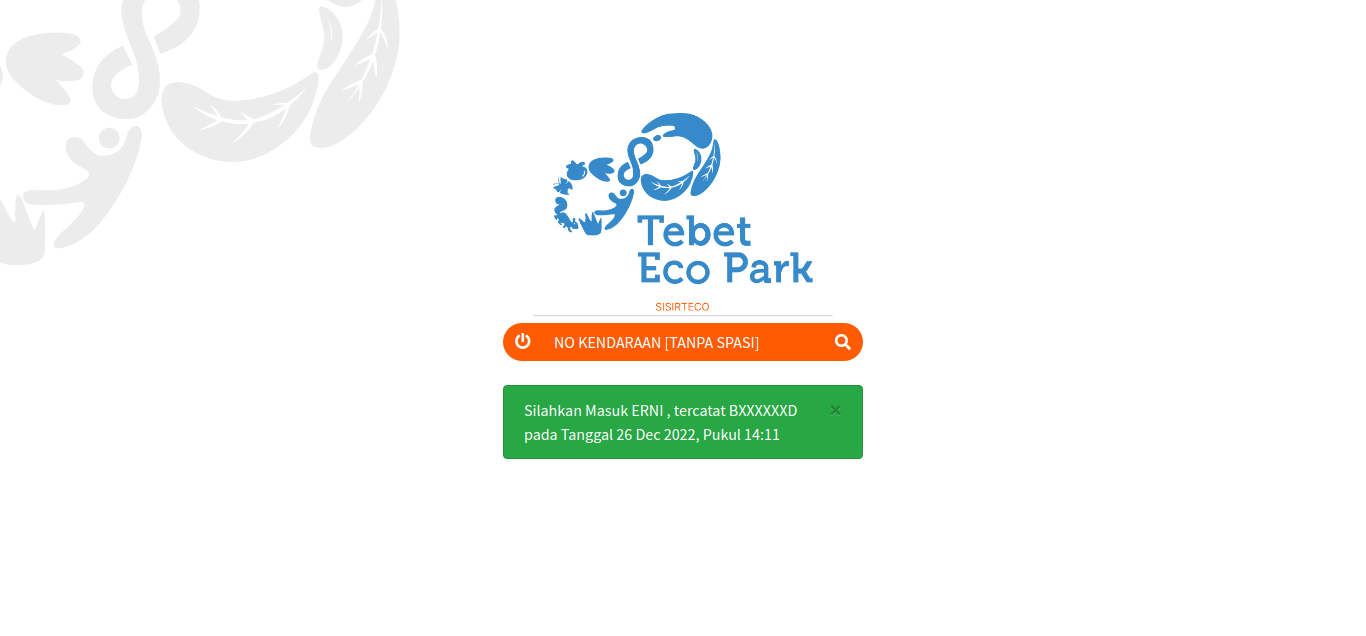 Tebet
Eco Park
SISIRTECO
NO KENDARAAN [TANPA SPASI]
Silahkan Masuk ERNI , tercatat BXXXXXXD ×
pada Tanggal 26 Dec 2022, Pukul 14:11